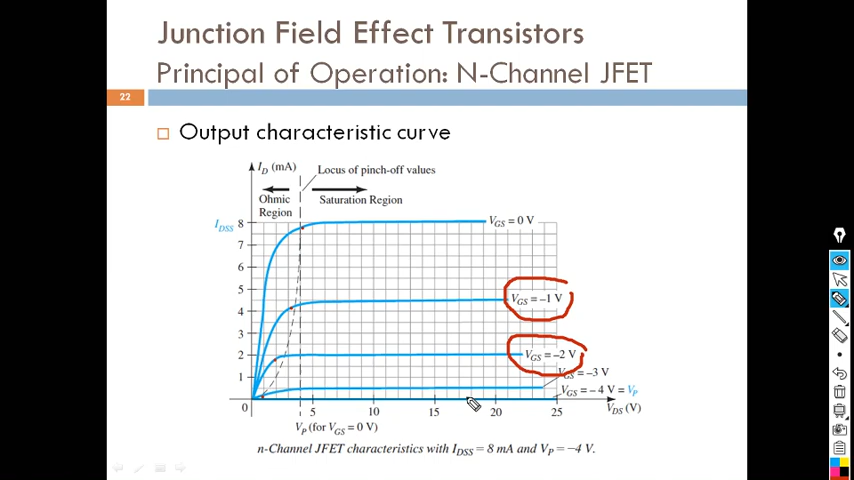 Junction Field Effect Transistors
Principal of Operation: N-Channel JFET
22
Output characteristic curve
I_D (mA)
Locus of pinch-off values
Ohmic
Region
Saturation Region
I_DSS 8
V_GS = 0 V
7
6
5
V_GS = –1 V
4
3
2
V_GS = –2 V
V_GS = –3 V
1
V_GS = – 4 V = V_P
0
5
10
15
20
25
V_DS (V)
V_P (for V_GS = 0 V)
n-Channel JFET characteristics with I_DSS = 8 mA and V_P = –4 V.